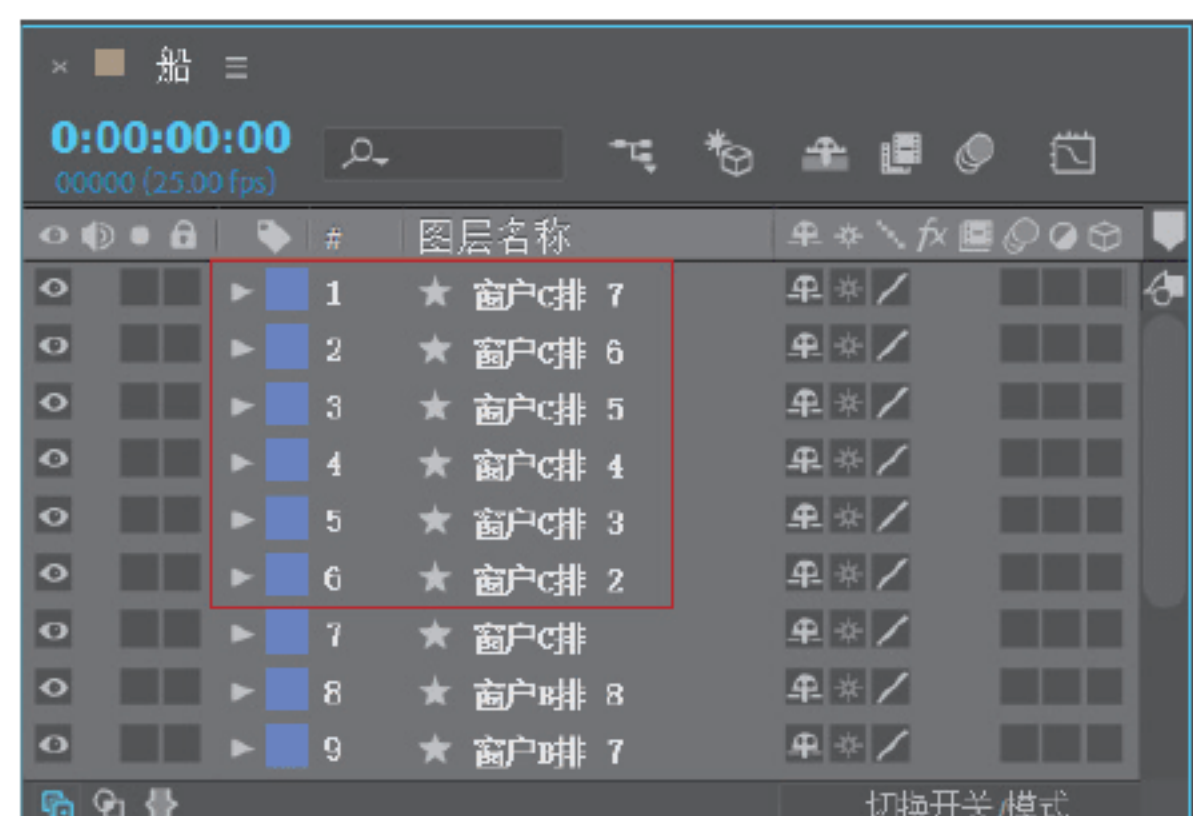 船
0:00:00:00
00000 (25.00 fps)
# 图层名称 fx
1 窗户C排 7
2 窗户C排 6
3 窗户C排 5
4 窗户C排 4
5 窗户C排 3
6 窗户C排 2
7 窗户C排
8 窗户B排 8
9 窗户B排 7
切换开关/模式